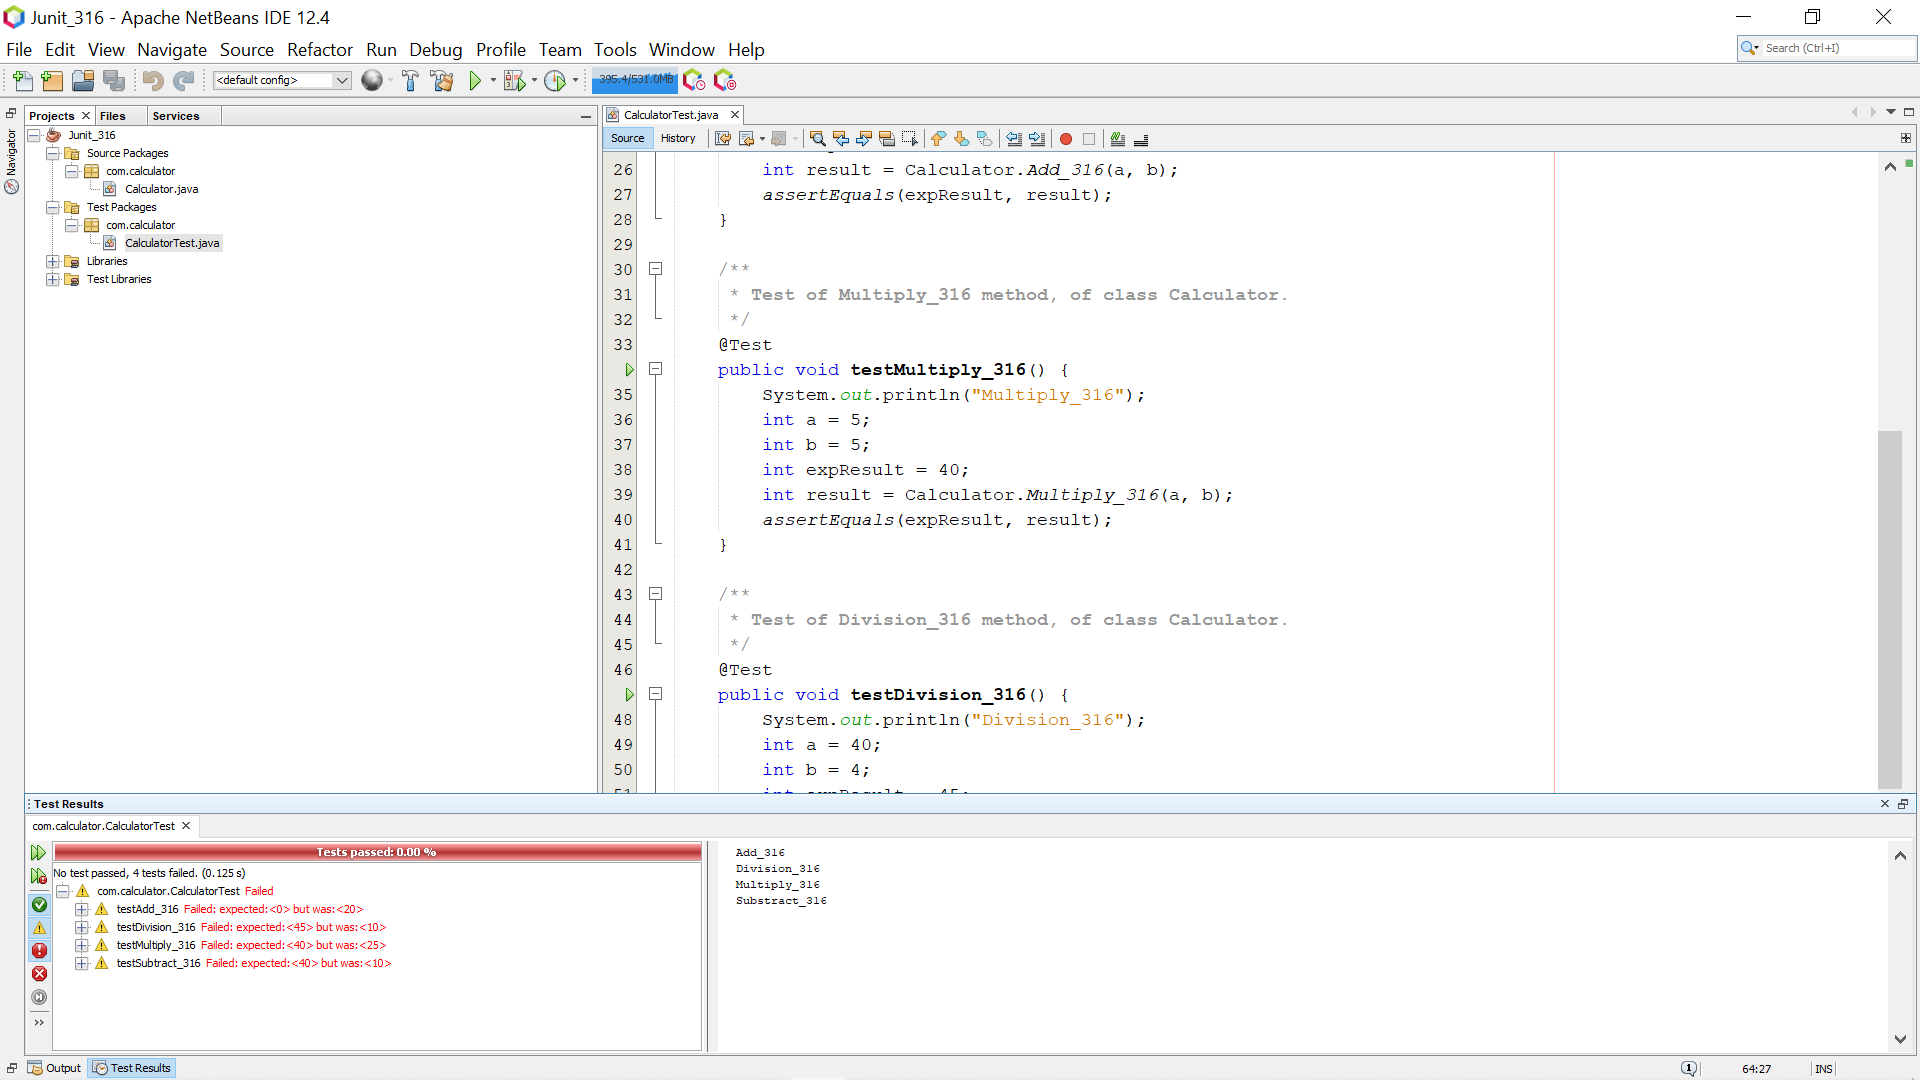 Junit_316 - Apache NetBeans IDE 12.4
File Edit View Navigate Source Refactor Run Debug Profile Team Tools Window Help
Search (Ctrl+I)
<default config>
395.4/531.0MB
Projects Files Services
Navigator
Junit_316
Source Packages
com.calculator
Calculator.java
Test Packages
com.calculator
CalculatorTest.java
Libraries
Test Libraries
CalculatorTest.java
Source History
26 int result = Calculator.Add_316(a, b);
27 assertEquals(expResult, result);
28 }
29
30 /**
31 * Test of Multiply_316 method, of class Calculator.
32 */
33 @Test
public void testMultiply_316() {
35 System.out.println("Multiply_316");
36 int a = 5;
37 int b = 5;
38 int expResult = 40;
39 int result = Calculator.Multiply_316(a, b);
40 assertEquals(expResult, result);
41 }
42
43 /**
44 * Test of Division_316 method, of class Calculator.
45 */
46 @Test
public void testDivision_316() {
48 System.out.println("Division_316");
49 int a = 40;
50 int b = 4;
51 int expResult = 45;
Test Results
com.calculator.CalculatorTest
Tests passed: 0.00 %
No test passed, 4 tests failed. (0.125 s)
com.calculator.CalculatorTest Failed
testAdd_316 Failed: expected:<0> but was:<20>
testDivision_316 Failed: expected:<45> but was:<10>
testMultiply_316 Failed: expected:<40> but was:<25>
testSubtract_316 Failed: expected:<40> but was:<10>
Add_316
Division_316
Multiply_316
Substract_316
Output Test Results
64:27 INS